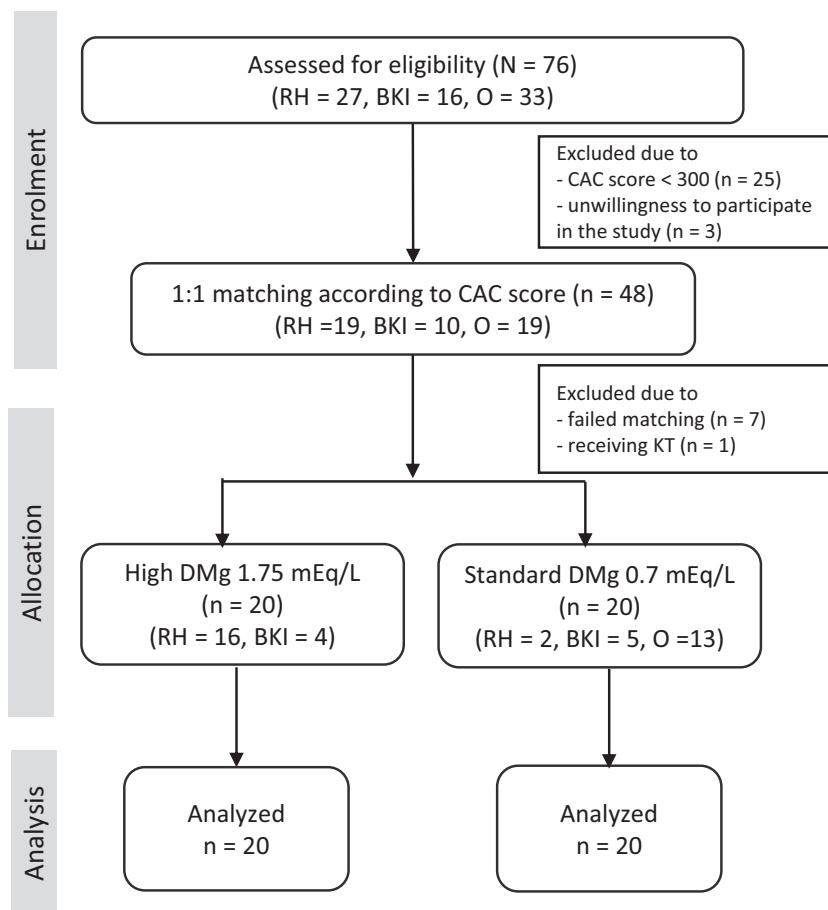 Enrolment
Assessed for eligibility (N = 76)
(RH = 27, BKI = 16, O = 33)
Excluded due to
- CAC score < 300 (n = 25)
- unwillingness to participate
in the study (n = 3)
1:1 matching according to CAC score (n = 48)
(RH =19, BKI = 10, O = 19)
Excluded due to
- failed matching (n = 7)
- receiving KT (n = 1)
Allocation
High DMg 1.75 mEq/L
(n = 20)
(RH = 16, BKI = 4)
Standard DMg 0.7 mEq/L
(n = 20)
(RH = 2, BKI = 5, O =13)
Analysis
Analyzed
n = 20
Analyzed
n = 20